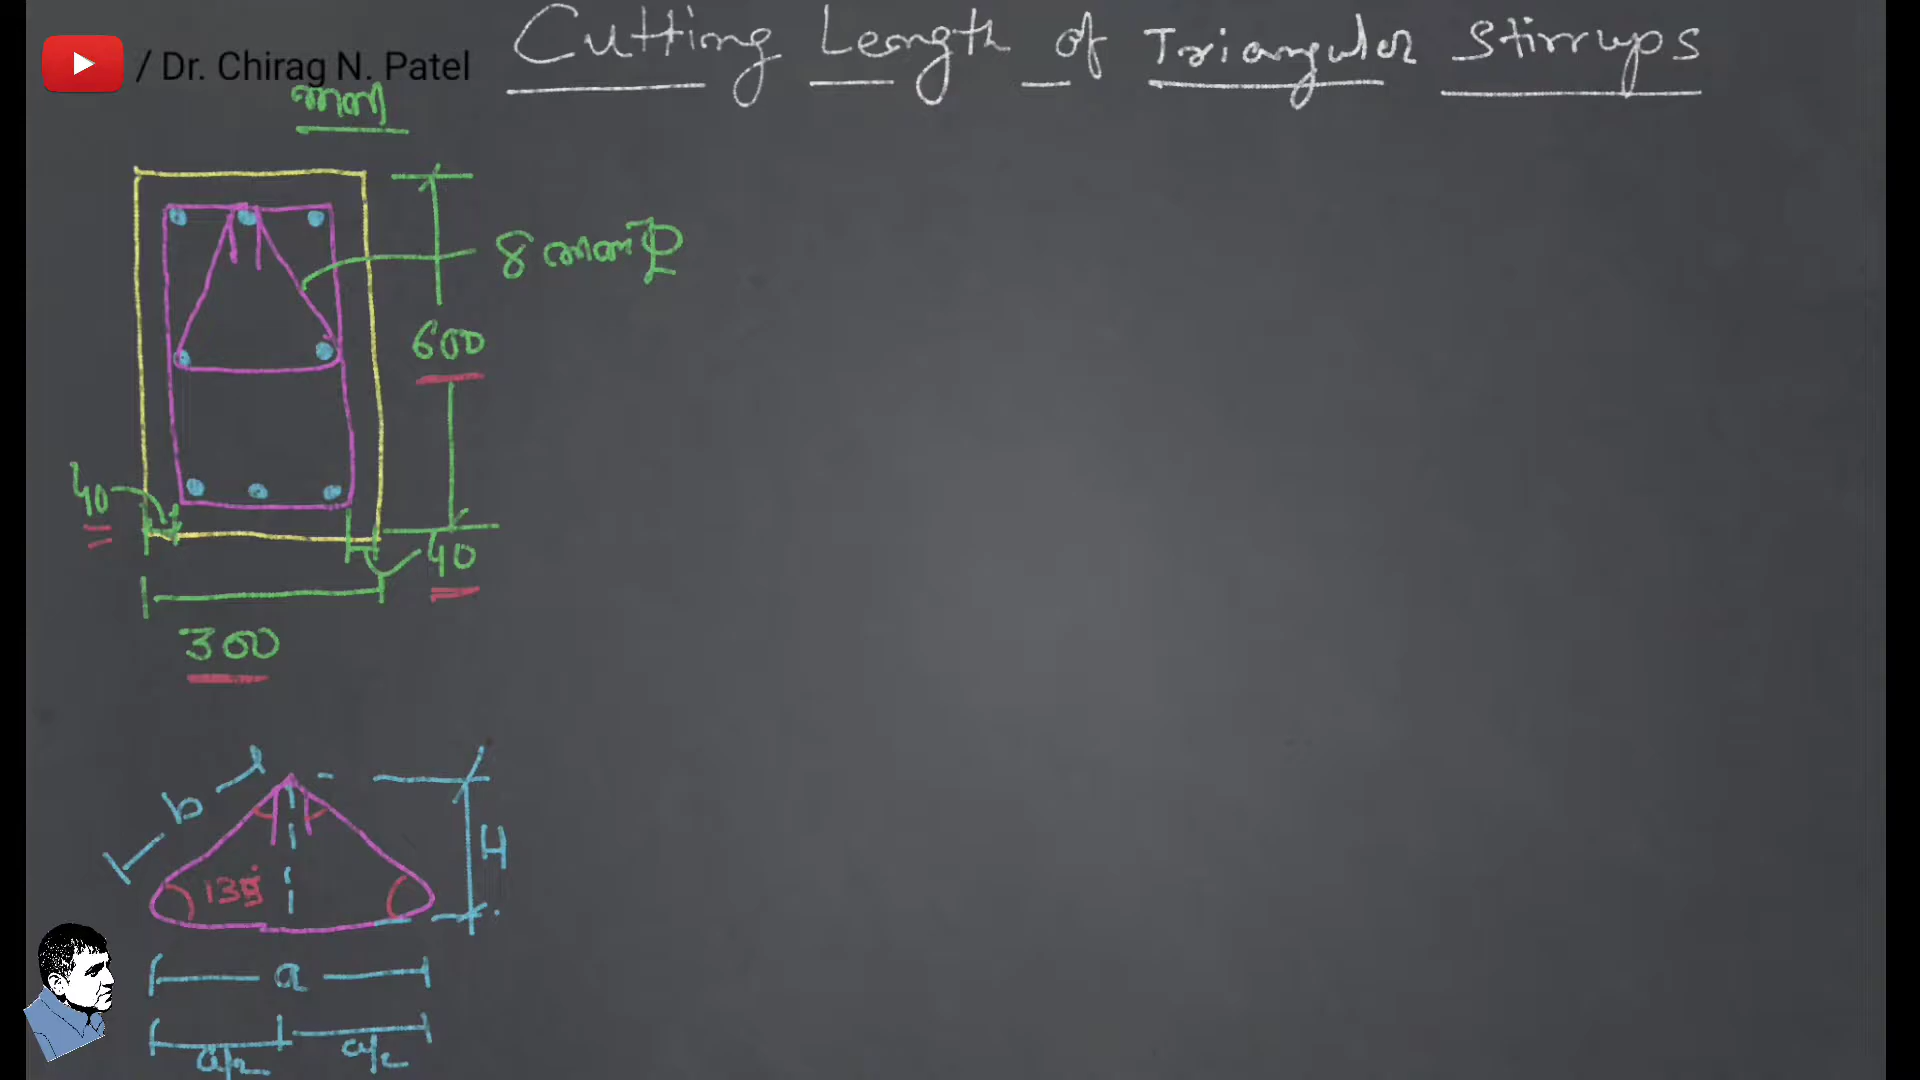 Cutting Length of Triangular Stirrups
/ Dr. Chirag N. Patel
mm
8 mm Φ
600
40
40
300
b
H
135°
a
a/2 a/2